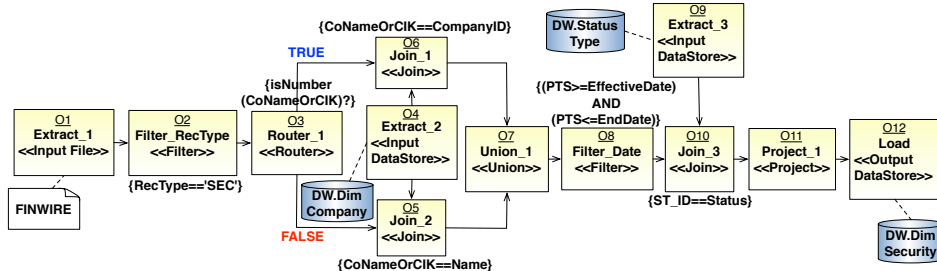 O1
Extract_1
<<Input File>>
FINWIRE
O2
Filter_RecType
<<Filter>>
{RecType=='SEC'}
{isNumber
(CoNameOrCIK)?}
O3
Router_1
<<Router>>
TRUE
FALSE
{CoNameOrCIK==CompanyID}
O6
Join_1
<<Join>>
O4
Extract_2
<<Input
DataStore>>
DW.Dim
Company
O5
Join_2
<<Join>>
{CoNameOrCIK==Name}
O7
Union_1
<<Union>>
{(PTS>=EffectiveDate)
AND
(PTS<=EndDate)}
O8
Filter_Date
<<Filter>>
DW.Status
Type
O9
Extract_3
<<Input
DataStore>>
O10
Join_3
<<Join>>
{ST_ID==Status}
O11
Project_1
<<Project>>
O12
Load
<<Output
DataStore>>
DW.Dim
Security